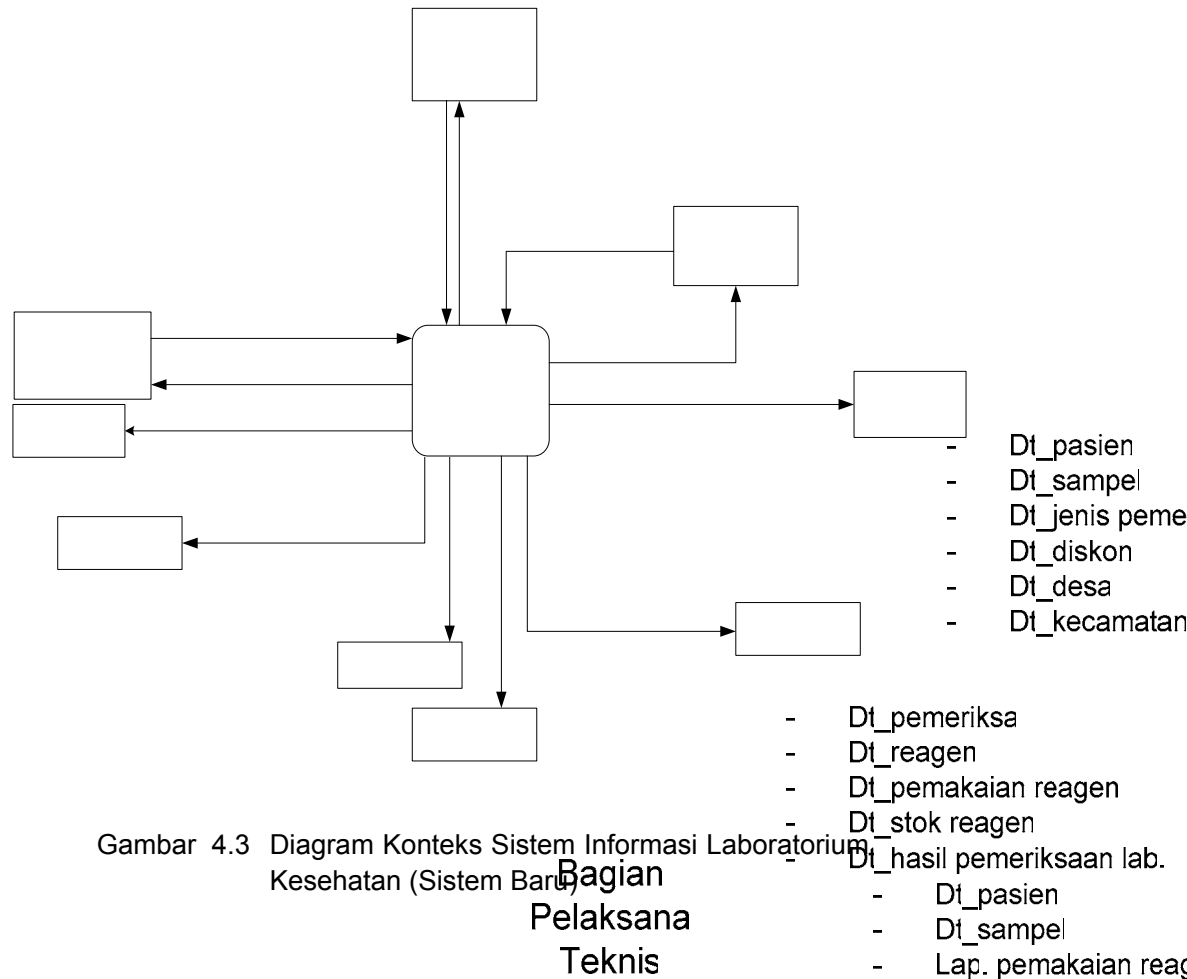 - Dt_pasien
- Dt_sampel
- Dt_jenis peme
- Dt_diskon
- Dt_desa
- Dt_kecamatan
- Dt_pemeriksa
- Dt_reagen
- Dt_pemakaian reagen
- Dt_stok reagen
- Dt_hasil pemeriksaan lab.
- Dt_pasien
- Dt_sampel
- Lap. pemakaian reag
Gambar 4.3 Diagram Konteks Sistem Informasi Laboratorium
Kesehatan (Sistem Baru)
Bagian
Pelaksana
Teknis